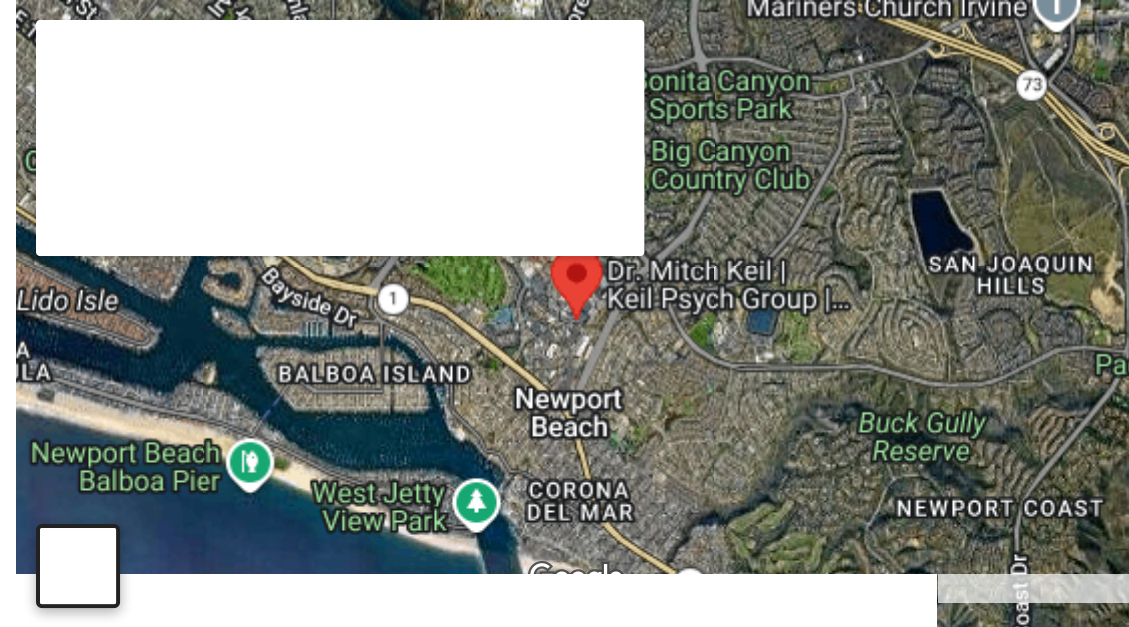 Mariners Church Irvine
73
Bonita Canyon
Sports Park
Big Canyon
Country Club
SAN JOAQUIN
HILLS
Dr. Mitch Keil |
Keil Psych Group |...
Lido Isle
Bayside Dr
1
BALBOA ISLAND
Newport
Beach
Buck Gully
Reserve
Newport Beach
Balboa Pier
West Jetty
View Park
CORONA
DEL MAR
NEWPORT COAST
Google